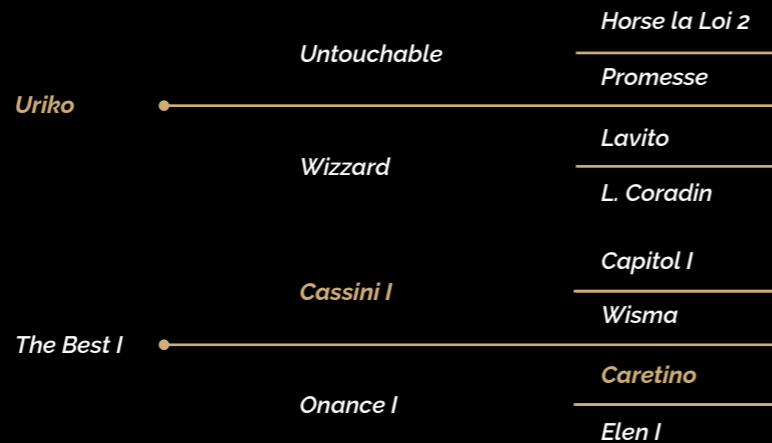 Horse la Loi 2
Untouchable
Promesse
Uriko
Lavito
Wizzard
L. Coradin
Capitol I
Cassini I
Wisma
The Best I
Caretino
Onance I
Elen I